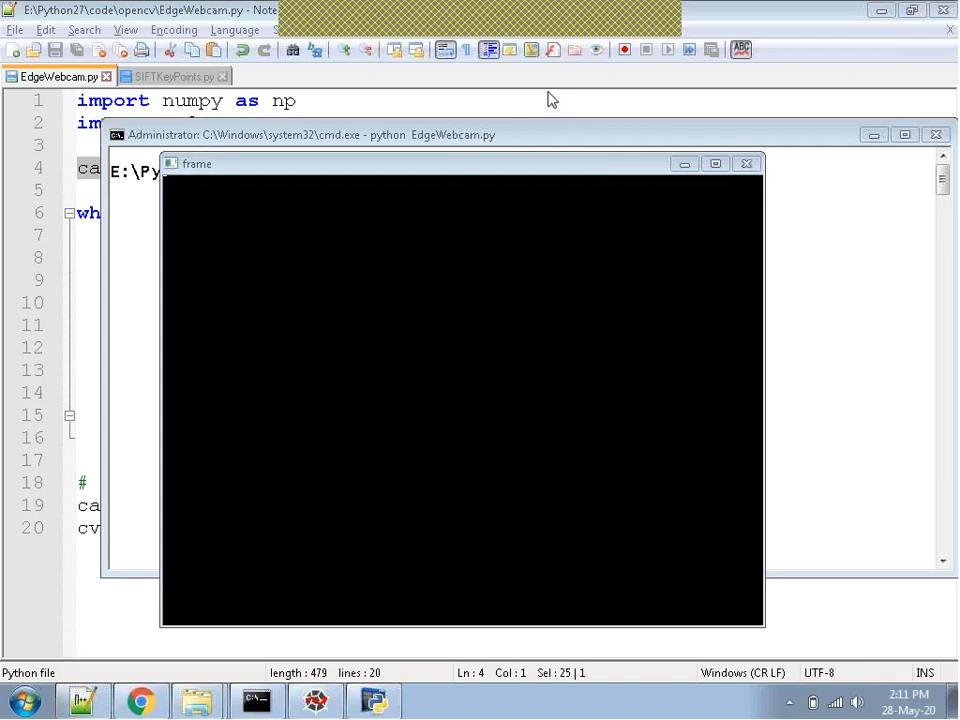 E:\Python27\code\opencv\EdgeWebcam.py - Note
File Edit Search View Encoding Language
EdgeWebcam.py SIFTKeyPoints.py
1 import numpy as np
2 im
Administrator: C:\Windows\system32\cmd.exe - python EdgeWebcam.py
3
frame
4 ca E:\Py
5
6 wh
7
8
9
10
11
12
13
14
15
16
17
18 #
19 ca
20 cv
Python file length : 479 lines : 20 Ln : 4 Col : 1 Sel : 25 | 1 Windows (CR LF) UTF-8 INS
2:11 PM
28-May-20